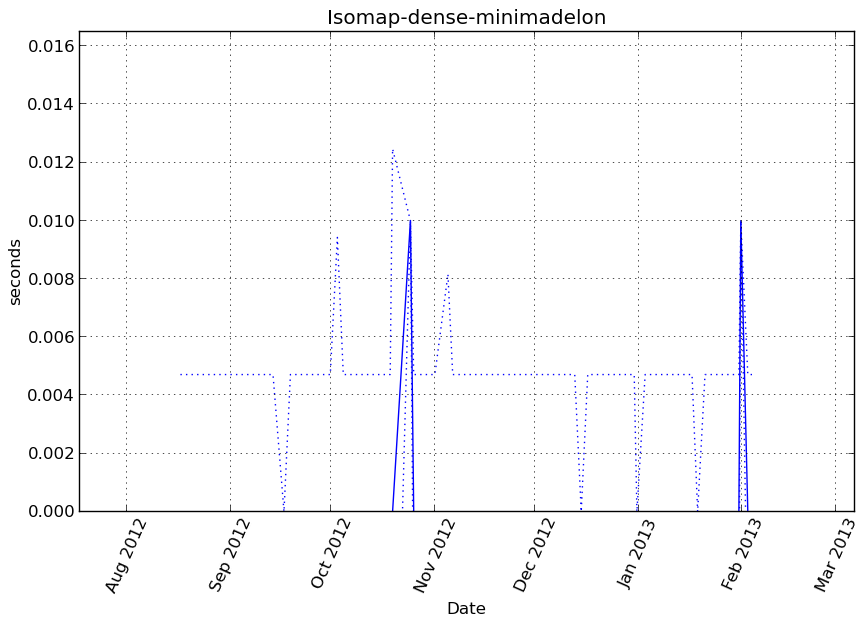 Isomap-dense-minimadelon
0.016
0.014
0.012
0.010
0.008
0.006
0.004
0.002
0.000
seconds
Aug 2012
Sep 2012
Oct 2012
Nov 2012
Dec 2012
Jan 2013
Feb 2013
Mar 2013
Date